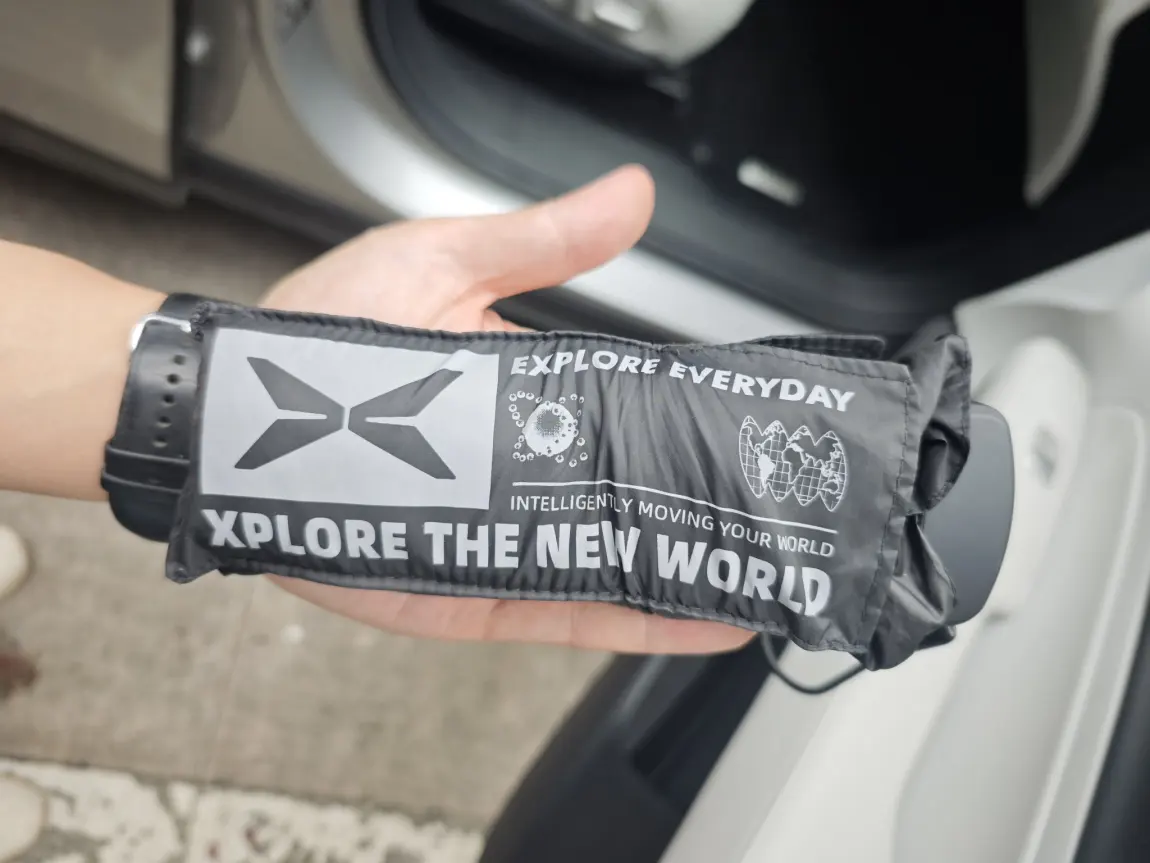 EXPLORE EVERYDAY
INTELLIGENTLY MOVING YOUR WORLD
XPLORE THE NEW WORLD